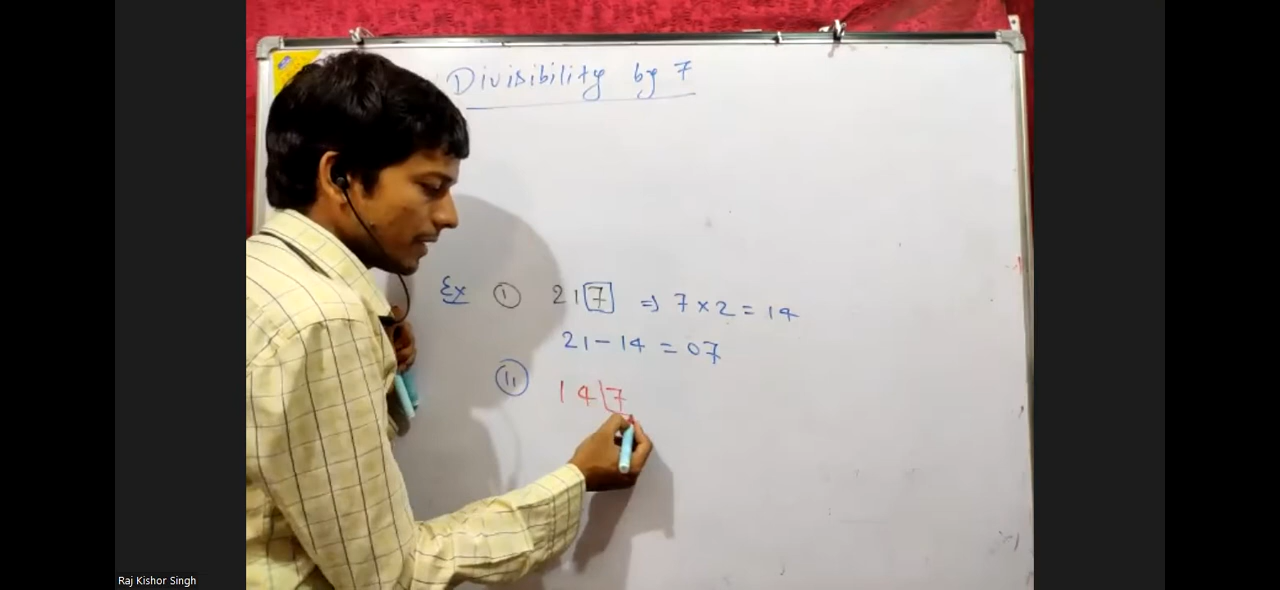 Divisibility by 7
Ex ① 217 ⇒ 7 × 2 = 14
21 - 14 = 07
⑪ 147
Raj Kishor Singh